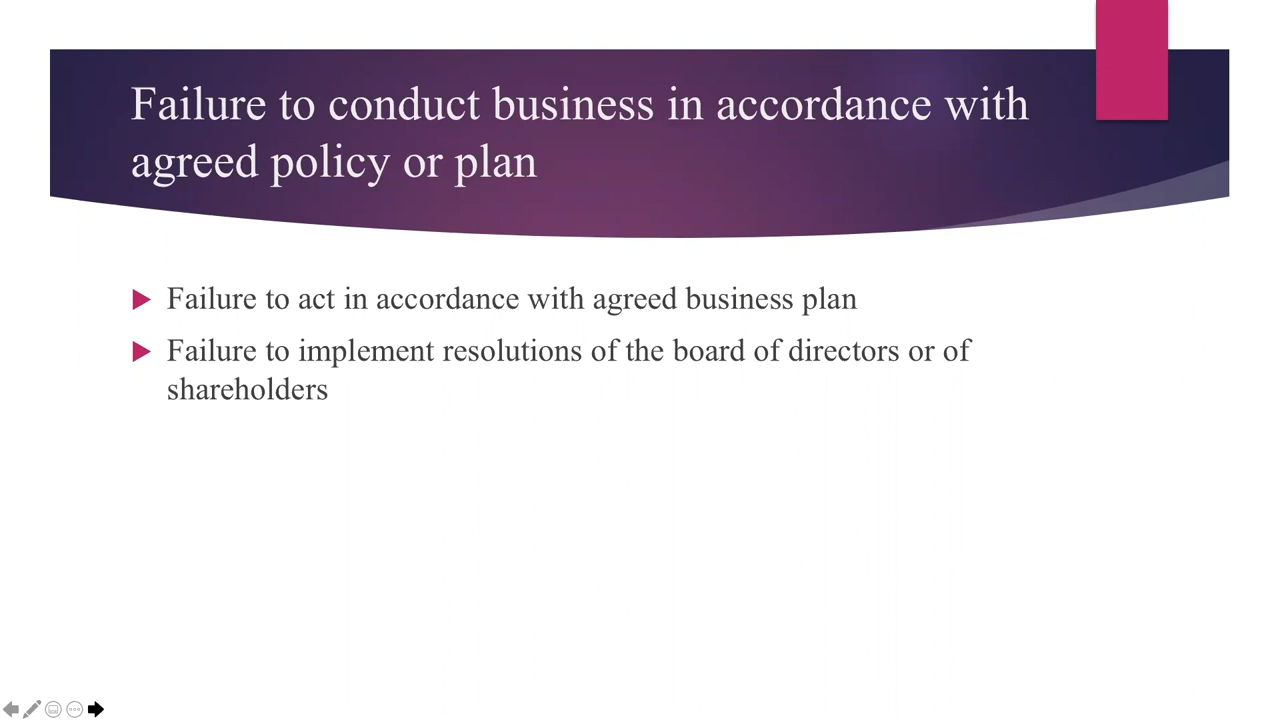 Failure to conduct business in accordance with
agreed policy or plan
Failure to act in accordance with agreed business plan
Failure to implement resolutions of the board of directors or of
shareholders